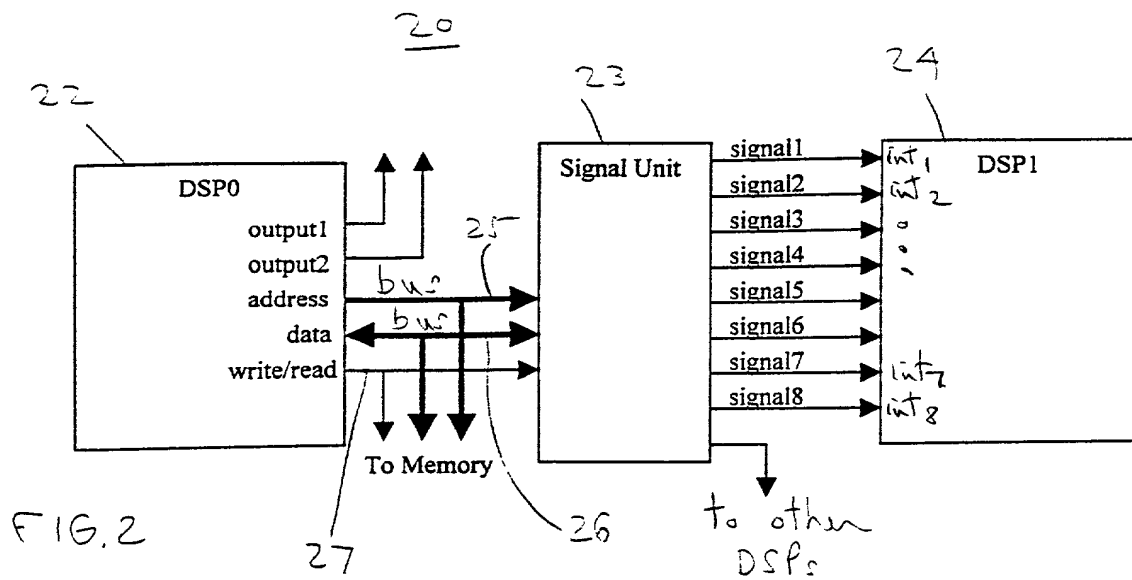 20
22
23
24
DSP0
Signal Unit
DSP1
output1
output2
address
data
write/read
bus
bus
25
signal1
signal2
signal3
signal4
signal5
signal6
signal7
signal8
int1
int2
int7
int8
To Memory
26
27
to other
DSPs
FIG.2